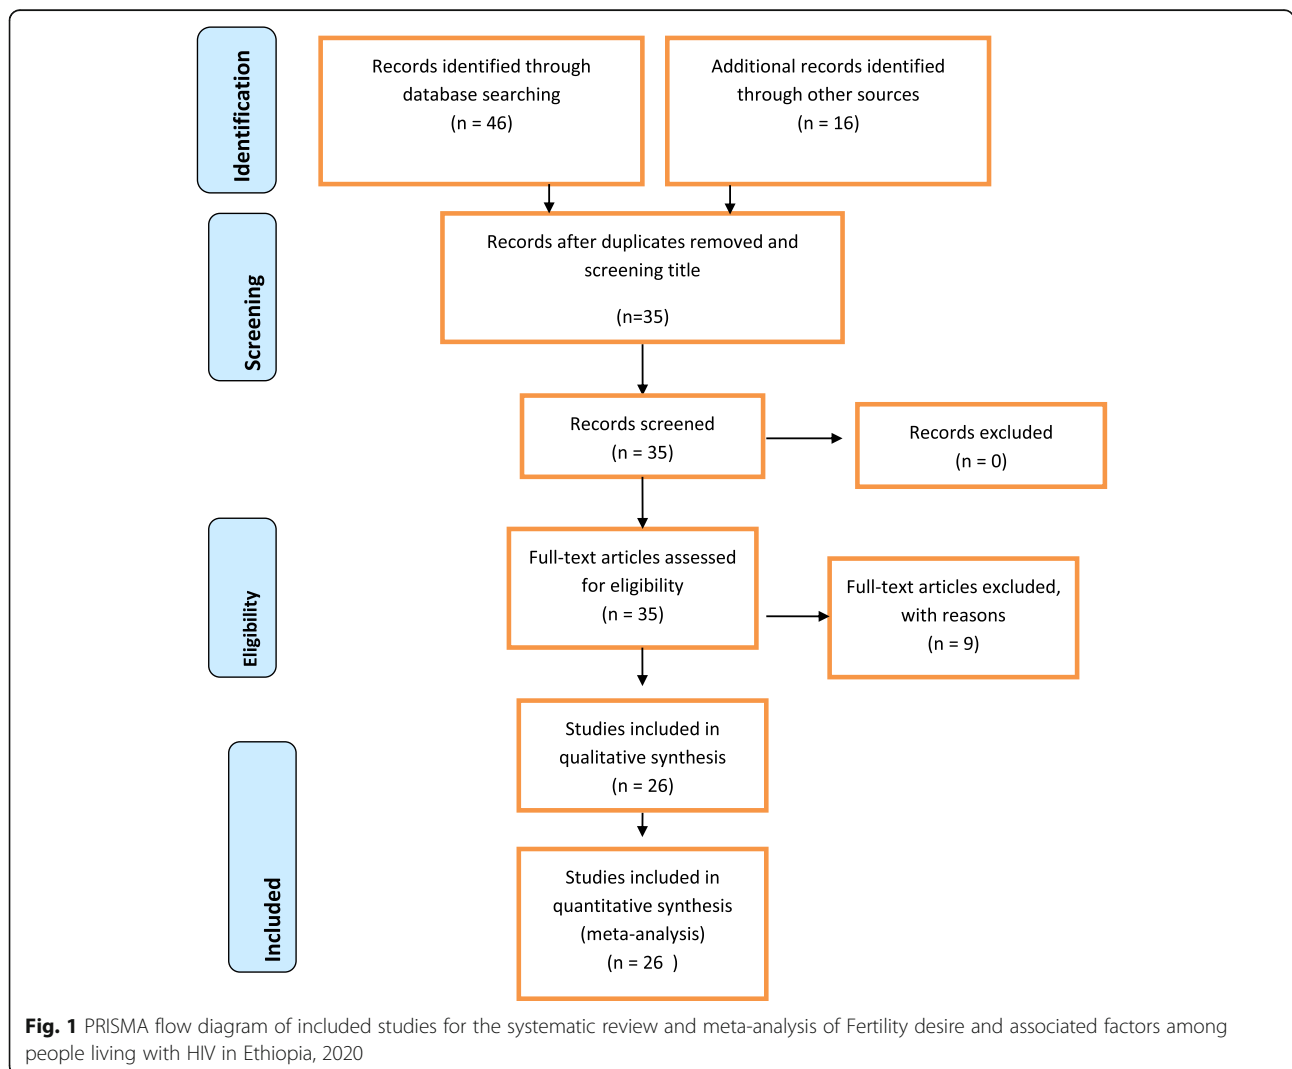 Identification
Records identified through
database searching
(n = 46)
Additional records identified
through other sources
(n = 16)
Screening
Records after duplicates removed and
screening title
(n=35)
Records screened
(n = 35)
Records excluded
(n = 0)
Eligibility
Full-text articles assessed
for eligibility
(n = 35)
Full-text articles excluded,
with reasons
(n = 9)
Included
Studies included in
qualitative synthesis
(n = 26)
Studies included in
quantitative synthesis
(meta-analysis)
(n = 26  )
Fig. 1 PRISMA flow diagram of included studies for the systematic review and meta-analysis of Fertility desire and associated factors among
people living with HIV in Ethiopia, 2020